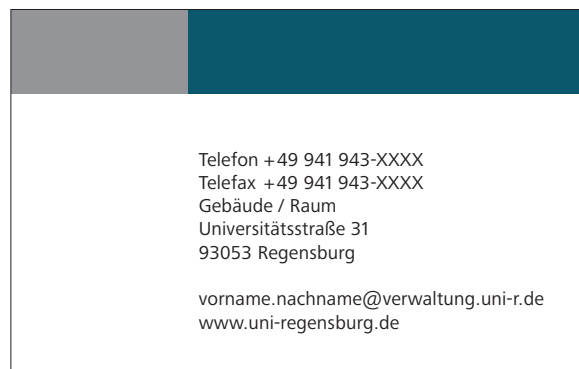 Telefon +49 941 943-XXXX
Telefax +49 941 943-XXXX
Gebäude / Raum
Universitätsstraße 31
93053 Regensburg
vorname.nachname@verwaltung.uni-r.de
www.uni-regensburg.de